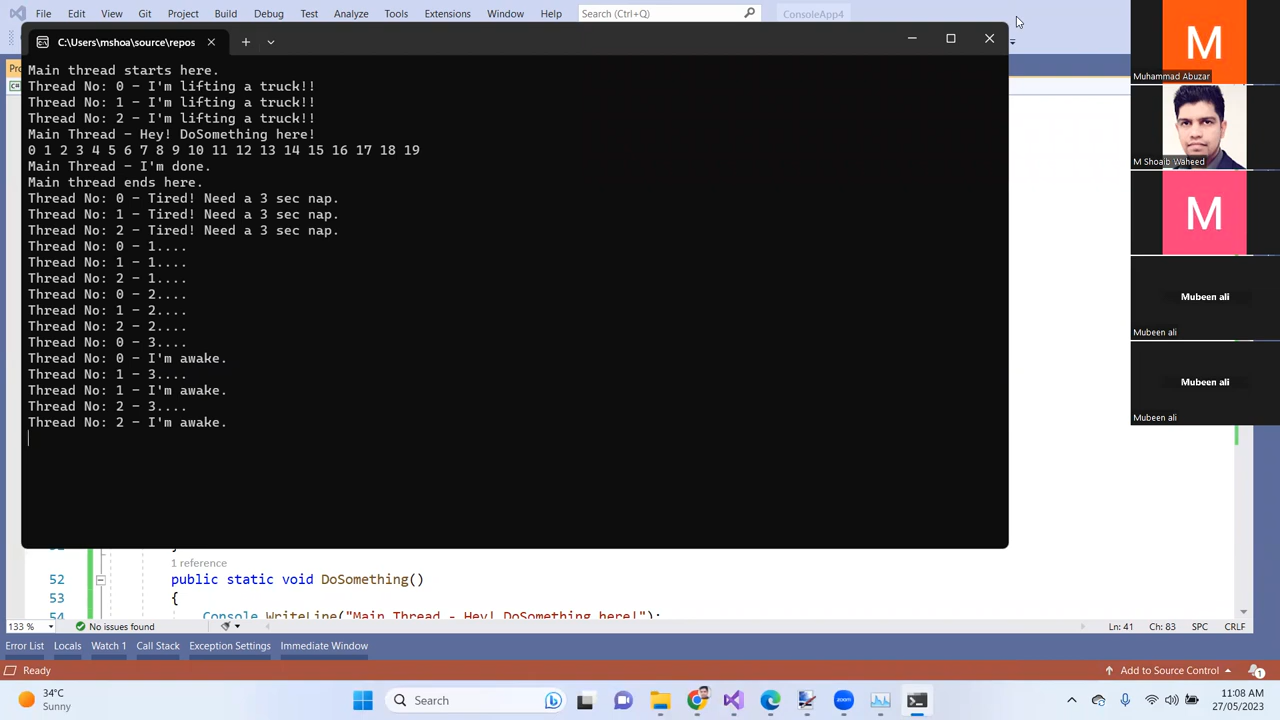 File Edit View Git Project Build Debug Test Analyze Tools Extensions Window Help Search (Ctrl+Q) ConsoleApp4
C:\Users\mshoa\source\repos
Main thread starts here.
Thread No: 0 - I'm lifting a truck!!
Thread No: 1 - I'm lifting a truck!!
Thread No: 2 - I'm lifting a truck!!
Main Thread - Hey! DoSomething here!
0 1 2 3 4 5 6 7 8 9 10 11 12 13 14 15 16 17 18 19
Main Thread - I'm done.
Main thread ends here.
Thread No: 0 - Tired! Need a 3 sec nap.
Thread No: 1 - Tired! Need a 3 sec nap.
Thread No: 2 - Tired! Need a 3 sec nap.
Thread No: 0 - 1....
Thread No: 1 - 1....
Thread No: 2 - 1....
Thread No: 0 - 2....
Thread No: 1 - 2....
Thread No: 2 - 2....
Thread No: 0 - 3....
Thread No: 0 - I'm awake.
Thread No: 1 - 3....
Thread No: 1 - I'm awake.
Thread No: 2 - 3....
Thread No: 2 - I'm awake.
M
Muhammad Abuzar
M Shoaib Waheed
M
Mubeen ali
Mubeen ali
Mubeen ali
Mubeen ali
1 reference
52 public static void DoSomething()
53 {
54 Console.WriteLine("Main Thread - Hey! DoSomething here!");
133 % No issues found Ln: 41 Ch: 83 SPC CRLF
Error List Locals Watch 1 Call Stack Exception Settings Immediate Window
Ready Add to Source Control 1
34°C
Sunny
Search
11:08 AM
27/05/2023